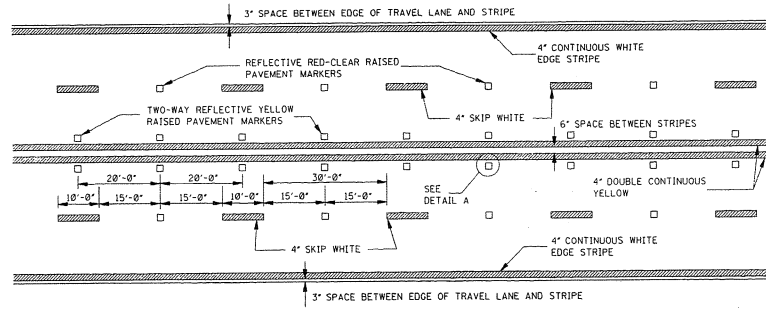 3" SPACE BETWEEN EDGE OF TRAVEL LANE AND STRIPE
4" CONTINUOUS WHITE
EDGE STRIPE
REFLECTIVE RED-CLEAR RAISED
PAVEMENT MARKERS
TWO-WAY REFLECTIVE YELLOW
RAISED PAVEMENT MARKERS
4" SKIP WHITE
6" SPACE BETWEEN STRIPES
20'-0" 20'-0" 30'-0"
10'-0" 15'-0" 15'-0" 10'-0" 15'-0" 15'-0"
SEE
DETAIL A
4" DOUBLE CONTINUOUS
YELLOW
4" SKIP WHITE
4" CONTINUOUS WHITE
EDGE STRIPE
3" SPACE BETWEEN EDGE OF TRAVEL LANE AND STRIPE